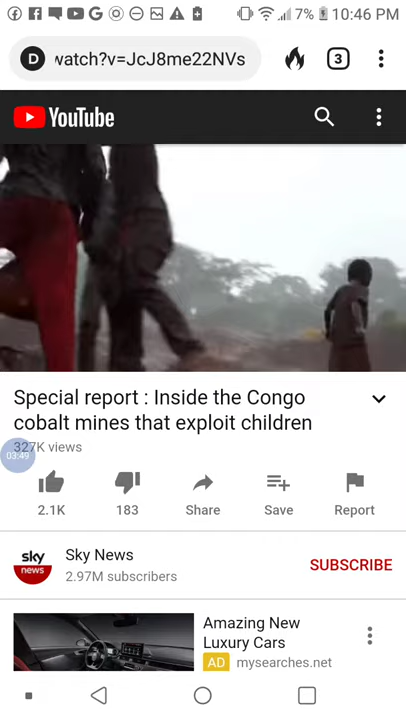 7% 10:46 PM
D watch?v=JcJ8me22NVs 3
YouTube
Special report : Inside the Congo
cobalt mines that exploit children
327K views
03:49
2.1K 183 Share Save Report
sky news
Sky News
2.97M subscribers
SUBSCRIBE
Amazing New
Luxury Cars
AD mysearches.net